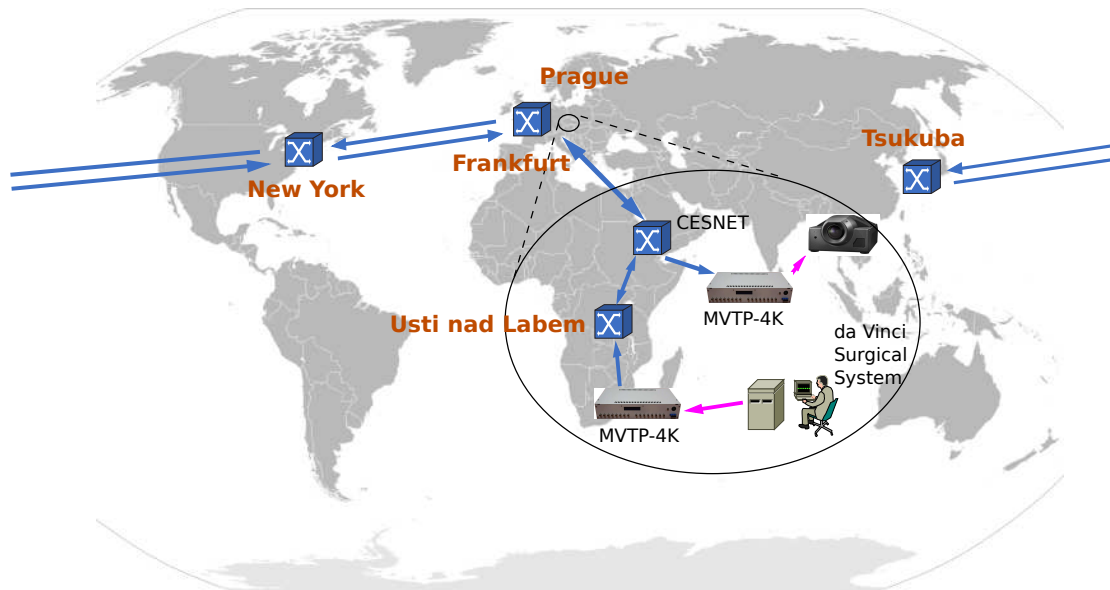 Prague
Tsukuba
Frankfurt
New York
CESNET
MVTP-4K
Usti nad Labem
da Vinci
Surgical
System
MVTP-4K